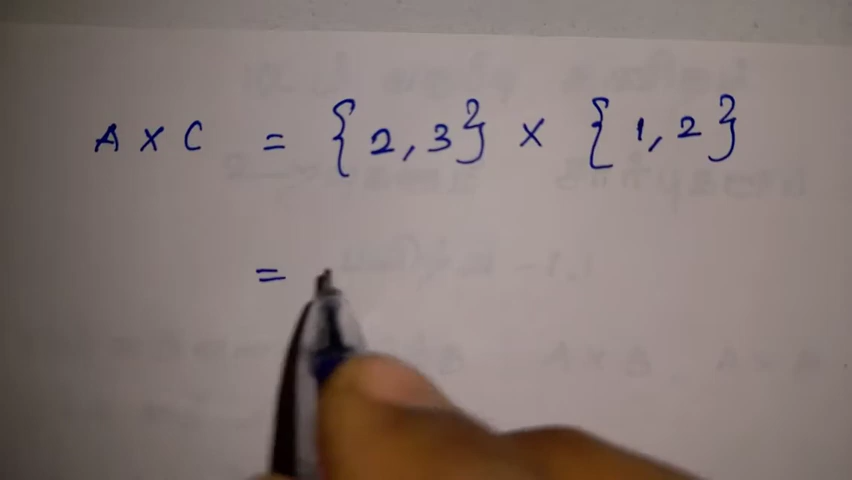 A × C = {2, 3} × {1, 2}
=